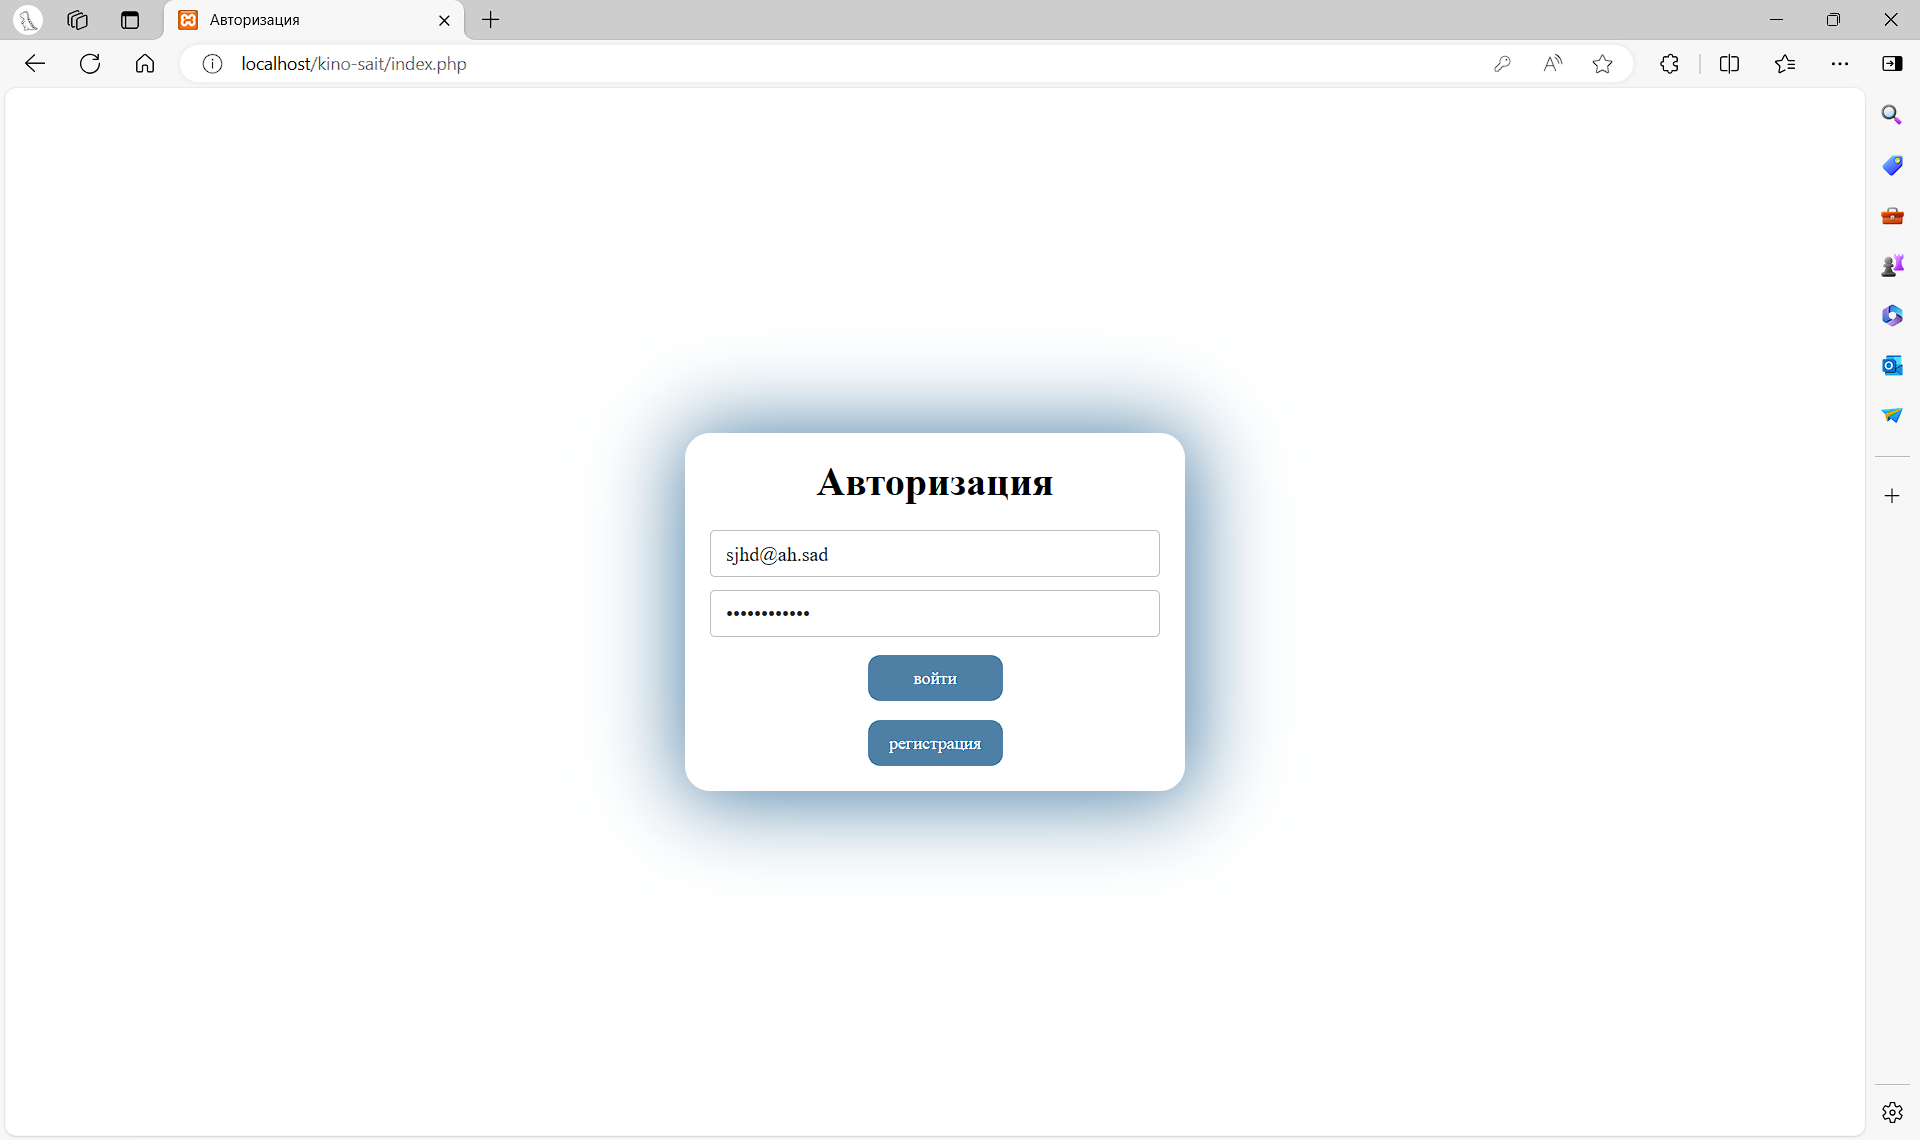 Авторизация
localhost/kino-sait/index.php
Авторизация
sjhd@ah.sad
••••••••••••
войти
регистрация